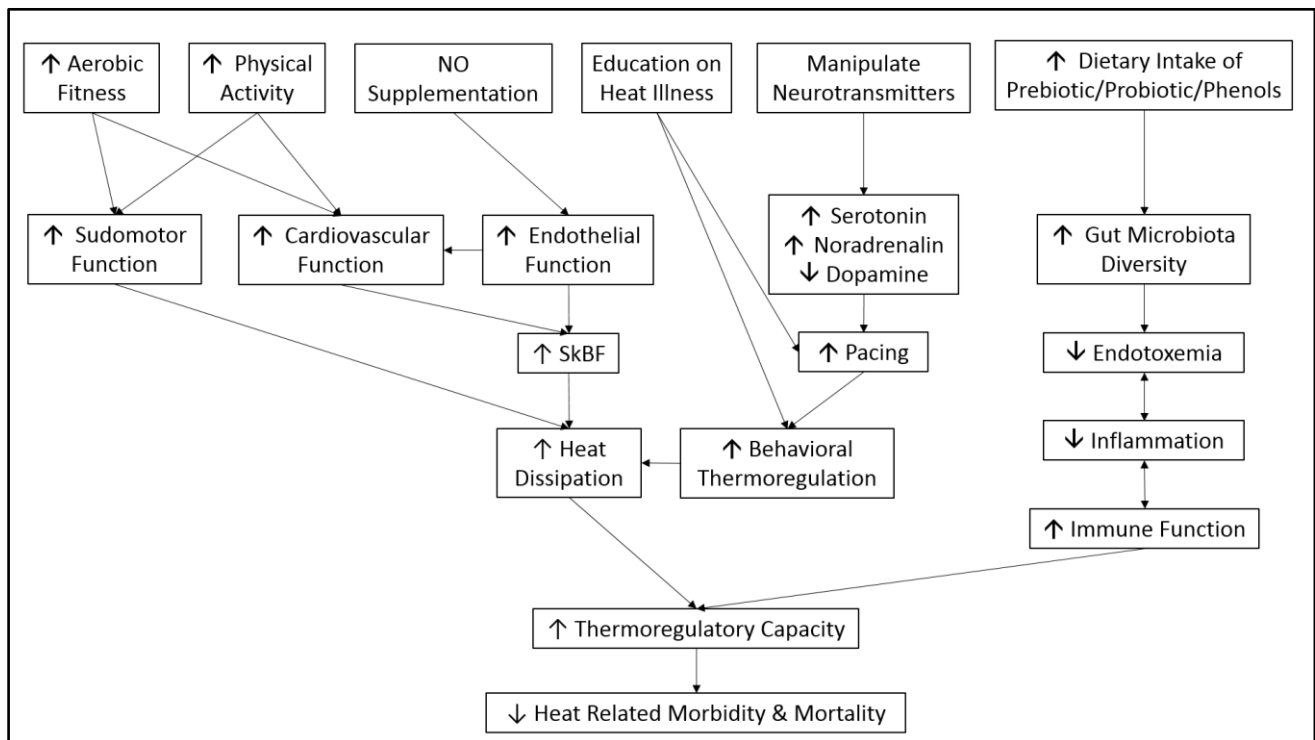 ↑ Aerobic
Fitness
↑ Physical
Activity
NO
Supplementation
Education on
Heat Illness
Manipulate
Neurotransmitters
↑ Dietary Intake of
Prebiotic/Probiotic/Phenols
↑ Sudomotor
Function
↑ Cardiovascular
Function
↑ Endothelial
Function
↑ Serotonin
↑ Noradrenalin
↓ Dopamine
↑ Gut Microbiota
Diversity
↑ SkBF
↑ Pacing
↓ Endotoxemia
↑ Heat
Dissipation
↑ Behavioral
Thermoregulation
↓ Inflammation
↑ Immune Function
↑ Thermoregulatory Capacity
↓ Heat Related Morbidity & Mortality